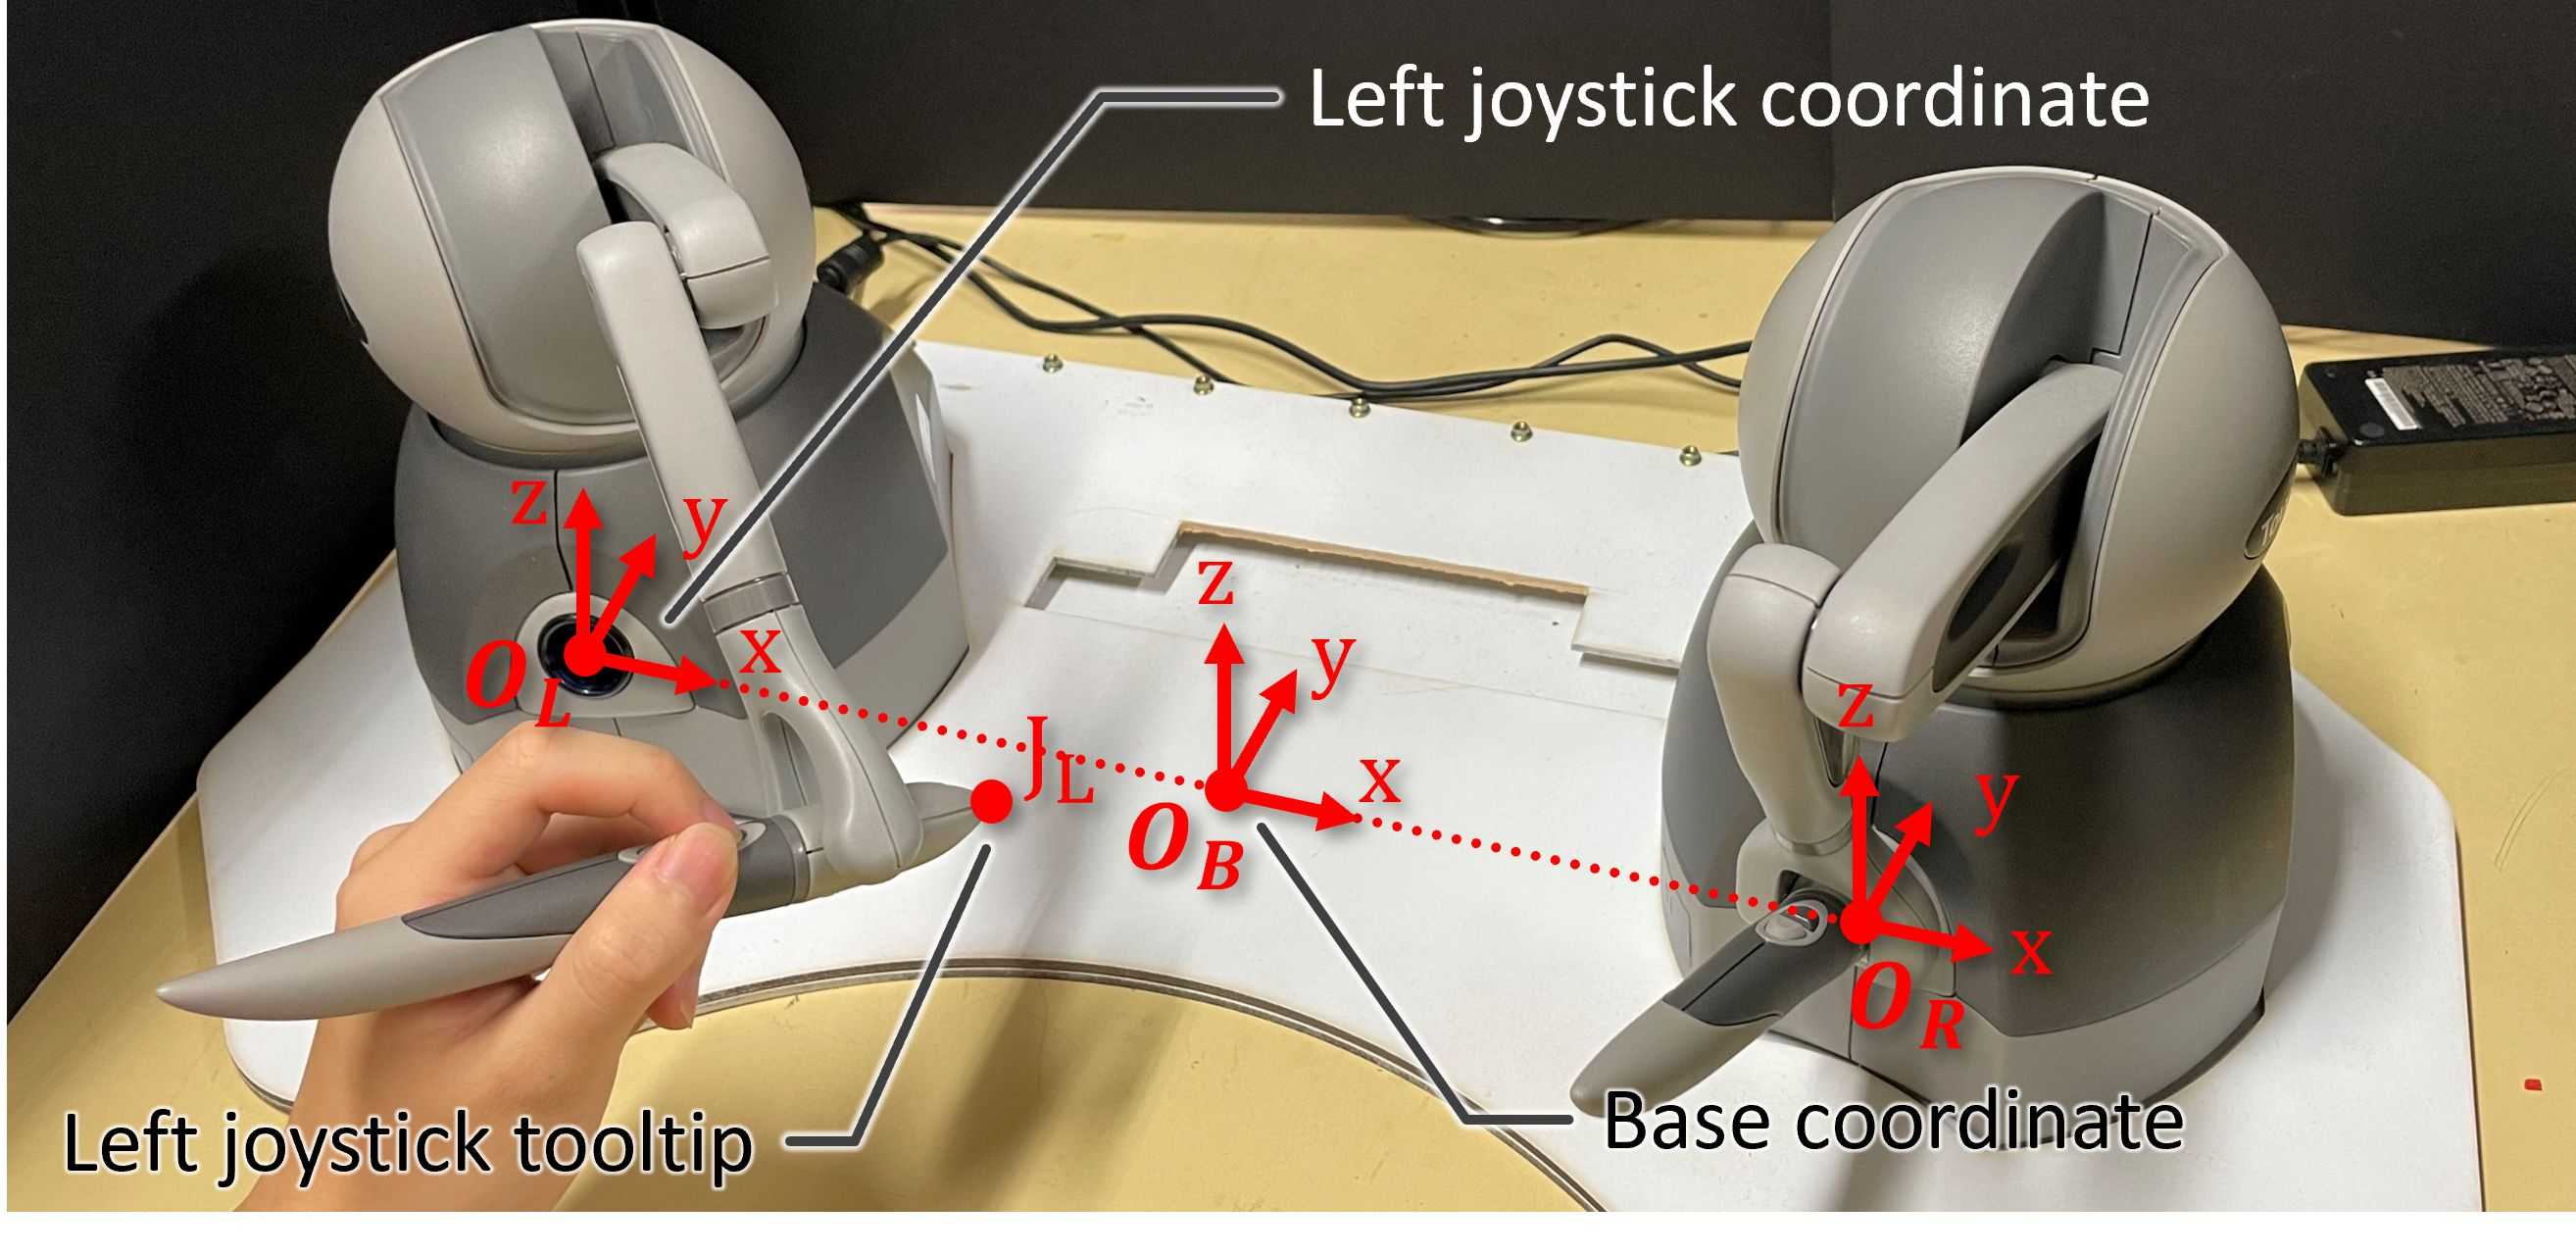 Left joystick coordinate
z
y
x
O_L
J_L
z
y
x
O_B
z
y
x
O_R
Left joystick tooltip
Base coordinate